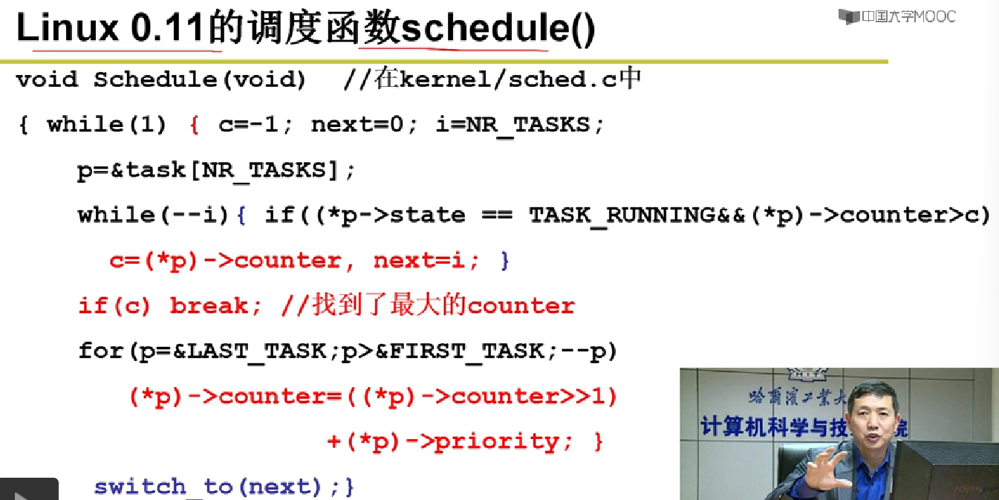 Linux 0.11的调度函数schedule()
中国大学MOOC
void Schedule(void) //在kernel/sched.c中
{ while(1) { c=-1; next=0; i=NR_TASKS;
p=&task[NR_TASKS];
while(--i){ if((*p->state == TASK_RUNNING&&(*p)->counter>c)
c=(*p)->counter, next=i; }
if(c) break; //找到了最大的counter
for(p=&LAST_TASK;p>&FIRST_TASK;--p)
(*p)->counter=((*p)->counter>>1)
+(*p)->priority; }
switch_to(next);}
哈尔滨工业大
计算机科学与技 院